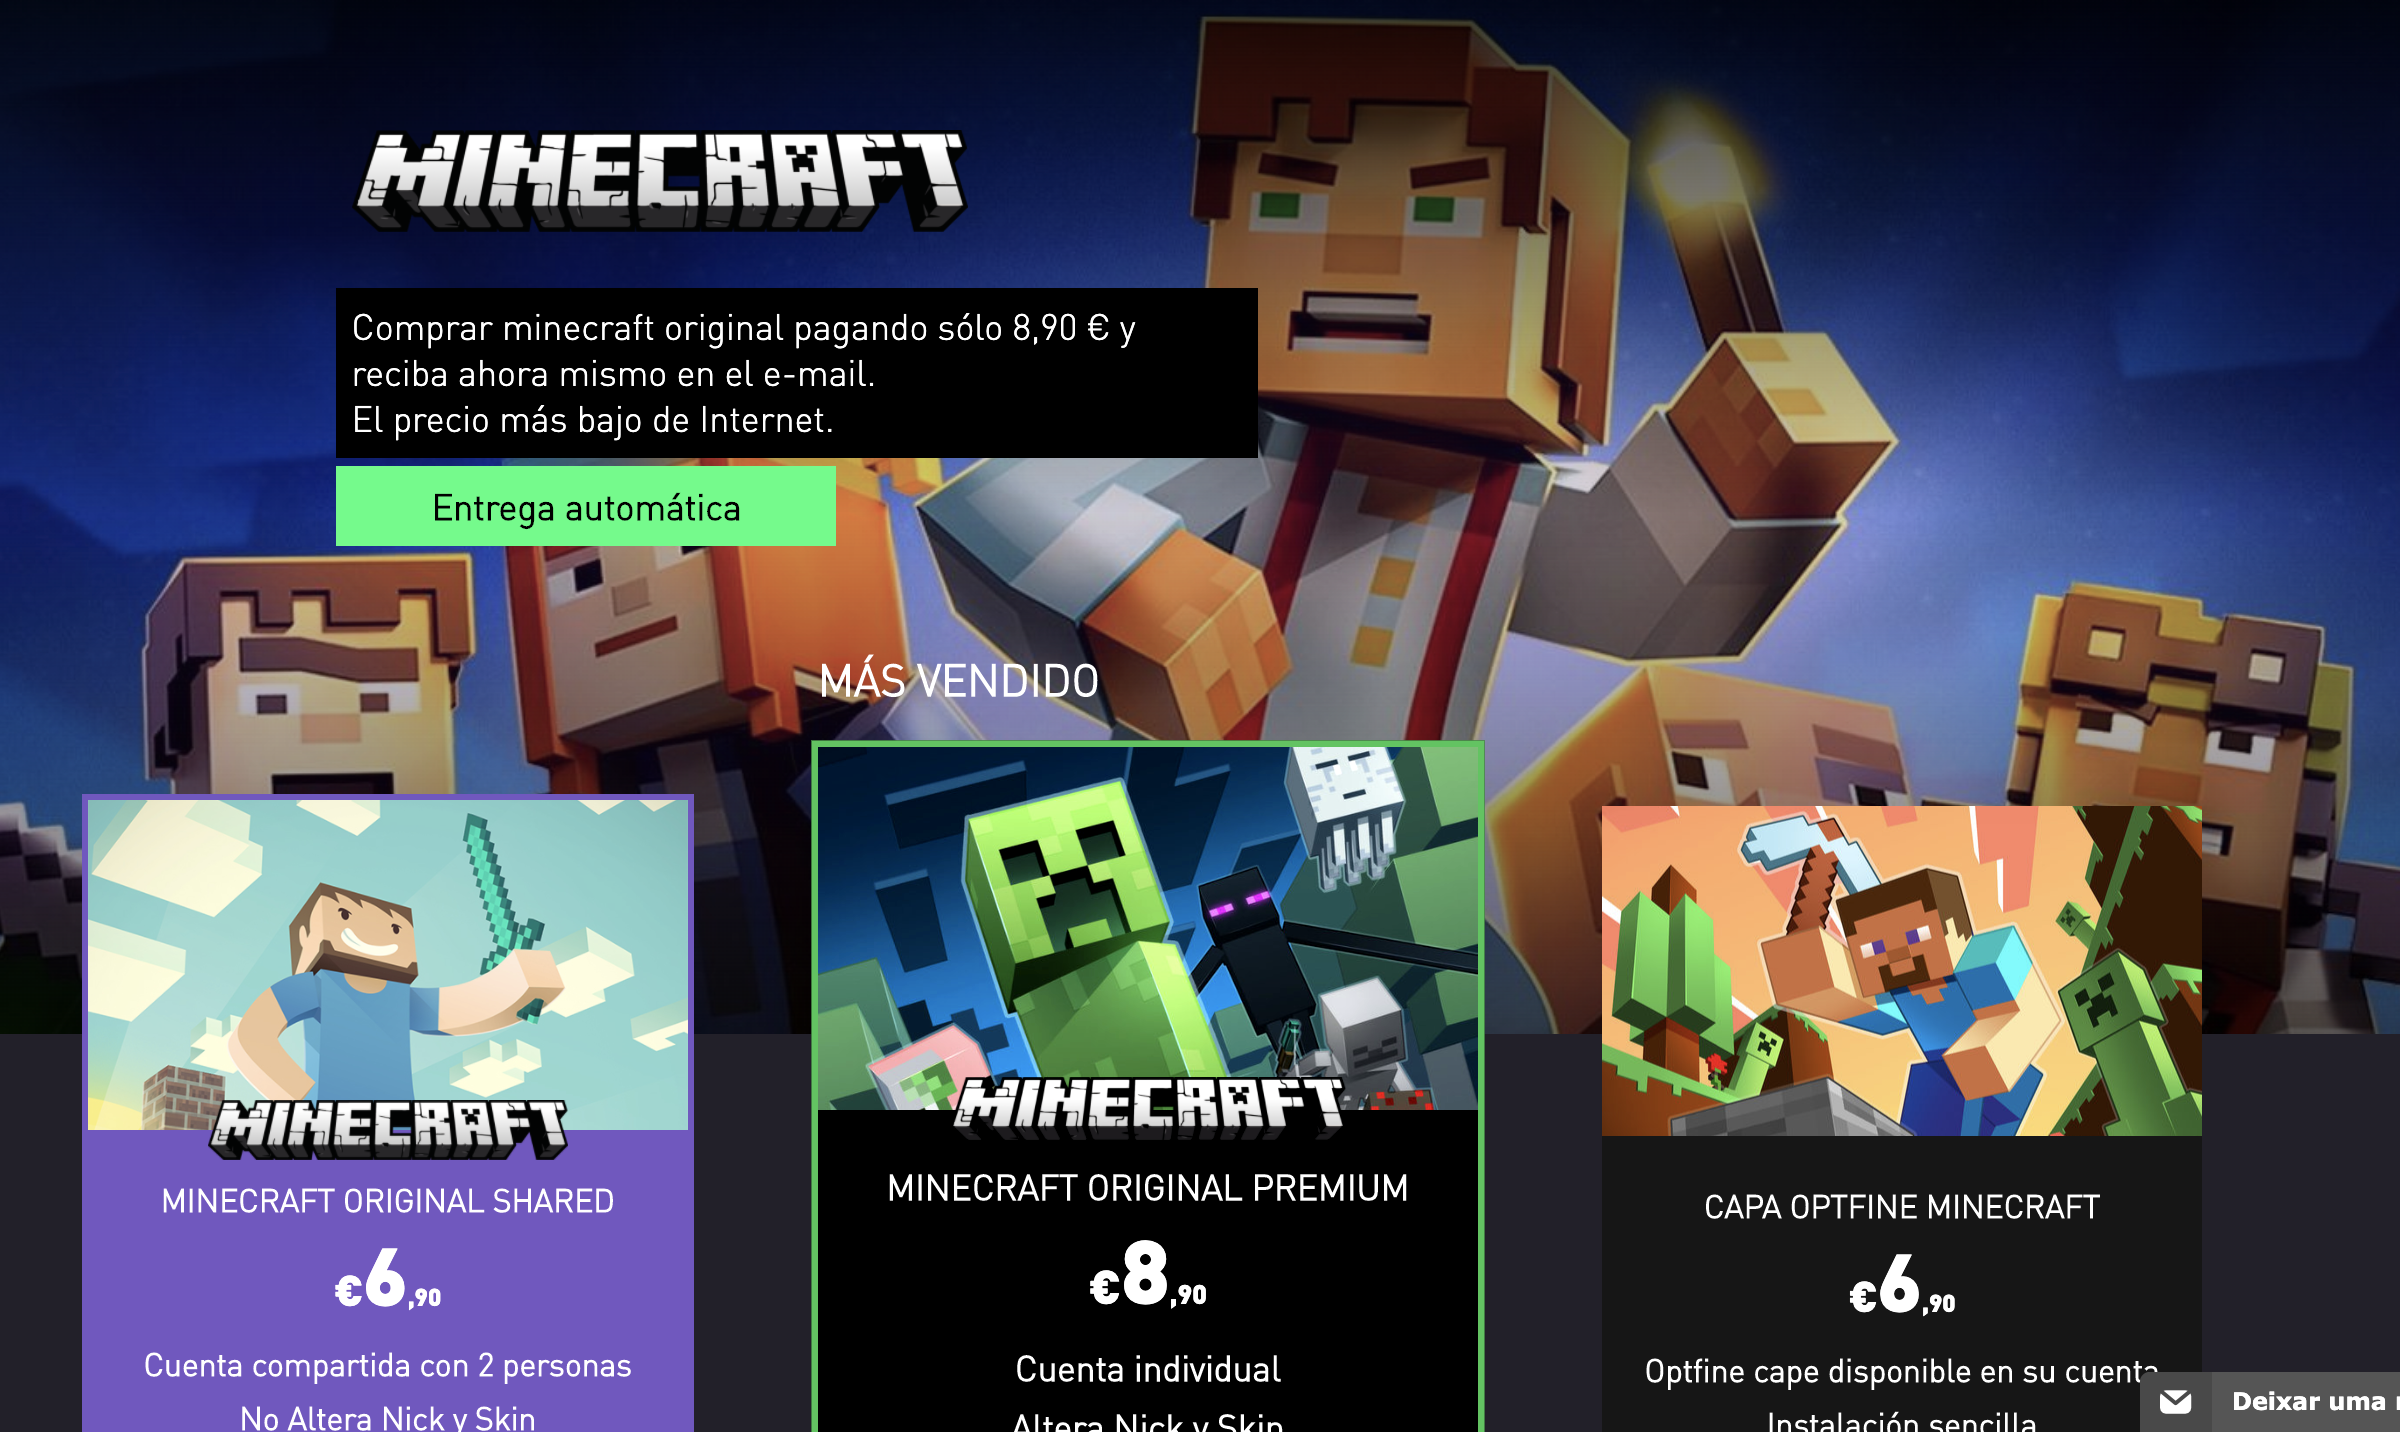 MINECRAFT
Comprar minecraft original pagando sólo 8,90 € y
reciba ahora mismo en el e-mail.
El precio más bajo de Internet.
Entrega automática
MÁS VENDIDO
MINECRAFT
MINECRAFT ORIGINAL SHARED
€6,90
Cuenta compartida con 2 personas
No Altera Nick y Skin
MINECRAFT
MINECRAFT ORIGINAL PREMIUM
€8,90
Cuenta individual
Altera Nick y Skin
CAPA OPTFINE MINECRAFT
€6,90
Optfine cape disponible en su cuenta
Instalación sencilla
Deixar uma